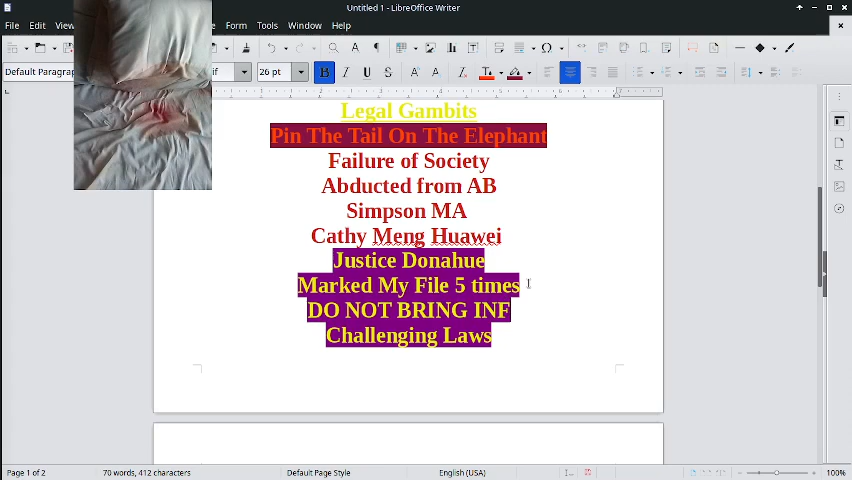 Untitled 1 - LibreOffice Writer
File Edit View Form Tools Window Help
Default Paragraph 26 pt
Legal Gambits
Pin The Tail On The Elephant
Failure of Society
Abducted from AB
Simpson MA
Cathy Meng Huawei
Justice Donahue
Marked My File 5 times
DO NOT BRING INF
Challenging Laws
Page 1 of 2 70 words, 412 characters Default Page Style English (USA) 100%